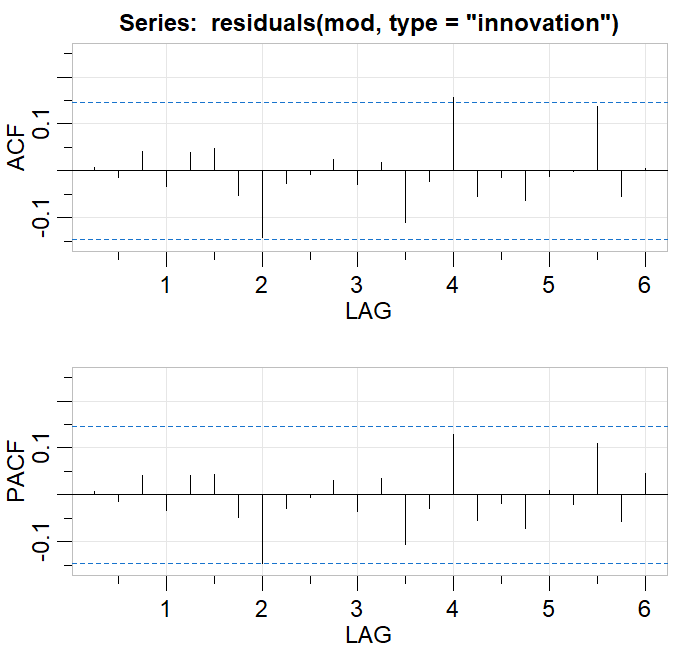 Series:  residuals(mod, type = "innovation")
ACF
0.1
-0.1
1 2 3 4 5 6
LAG
PACF
0.1
-0.1
1 2 3 4 5 6
LAG